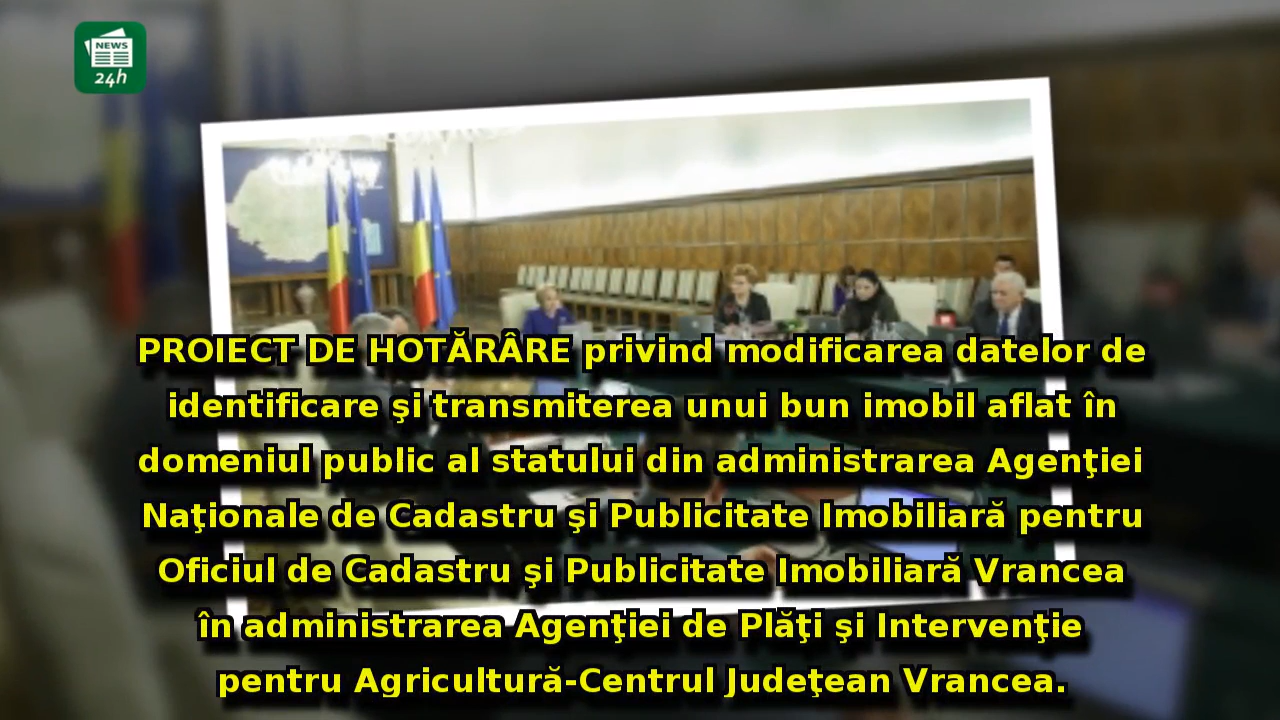 NEWS
24h
PROIECT DE HOTĂRÂRE privind modificarea datelor de
identificare şi transmiterea unui bun imobil aflat în
domeniul public al statului din administrarea Agenţiei
Naţionale de Cadastru şi Publicitate Imobiliară pentru
Oficiul de Cadastru şi Publicitate Imobiliară Vrancea
în administrarea Agenţiei de Plăţi şi Intervenţie
pentru Agricultură-Centrul Judeţean Vrancea.